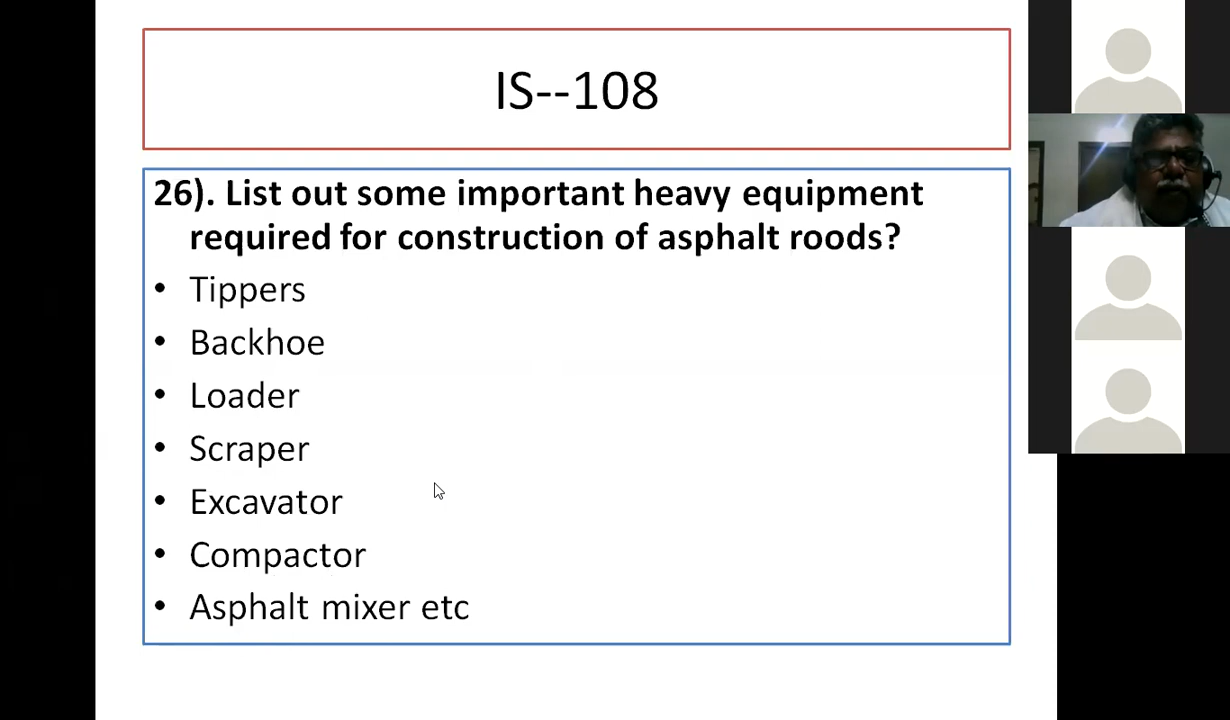 IS--108
26). List out some important heavy equipment
required for construction of asphalt roods?
• Tippers
• Backhoe
• Loader
• Scraper
• Excavator
• Compactor
• Asphalt mixer etc